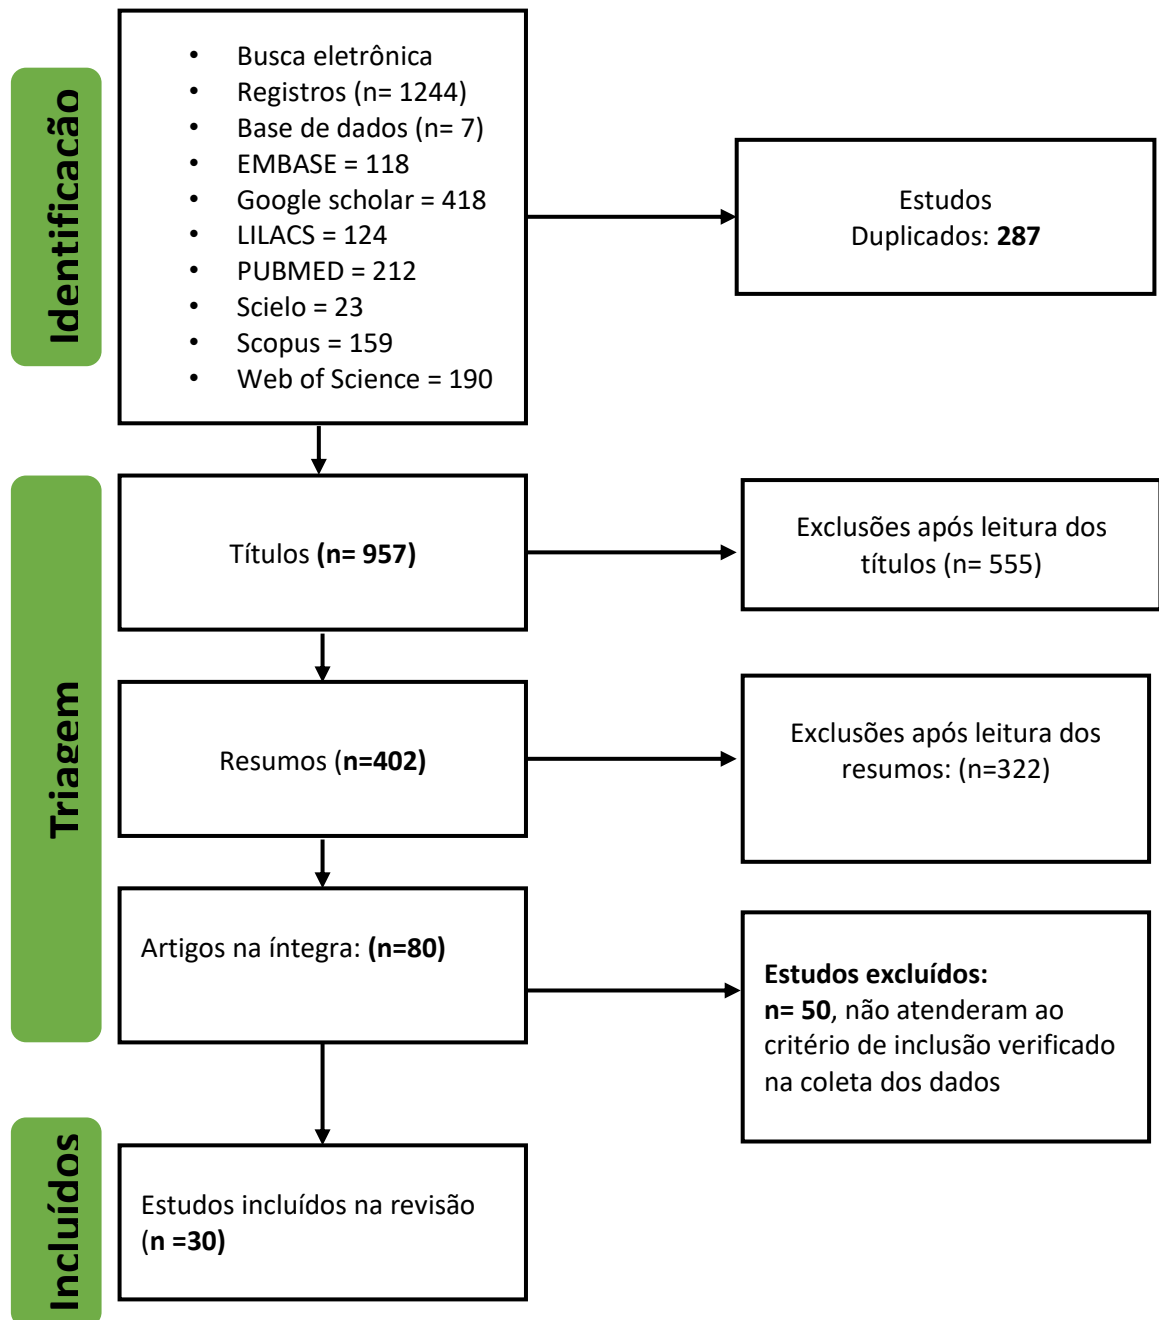 Identificação
• Busca eletrônica
• Registros (n= 1244)
• Base de dados (n= 7)
• EMBASE = 118
• Google scholar = 418
• LILACS = 124
• PUBMED = 212
• Scielo = 23
• Scopus = 159
• Web of Science = 190
Estudos
Duplicados: 287
Triagem
Títulos (n= 957)
Exclusões após leitura dos
títulos (n= 555)
Resumos (n=402)
Exclusões após leitura dos
resumos: (n=322)
Artigos na íntegra: (n=80)
Estudos excluídos:
n= 50, não atenderam ao
critério de inclusão verificado
na coleta dos dados
Incluídos
Estudos incluídos na revisão
(n =30)